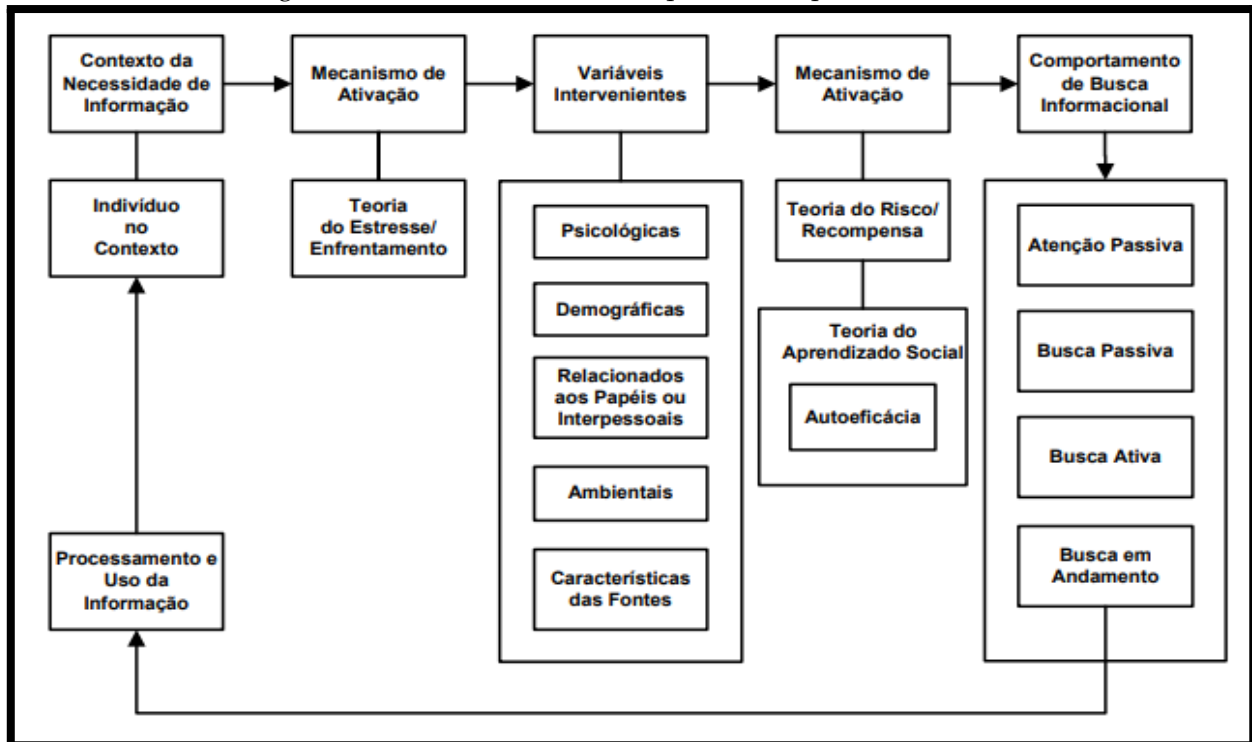 Contexto da
Necessidade de
Informação
Mecanismo de
Ativação
Variáveis
Intervenientes
Mecanismo de
Ativação
Comportamento
de Busca
Informacional
Indivíduo
no
Contexto
Teoria
do Estresse/
Enfrentamento
Psicológicas
Demográficas
Relacionados
aos Papéis ou
Interpessoais
Ambientais
Características
das Fontes
Teoria do Risco/
Recompensa
Teoria do
Aprendizado Social
Autoeficácia
Atenção Passiva
Busca Passiva
Busca Ativa
Busca em
Andamento
Processamento e
Uso da
Informação